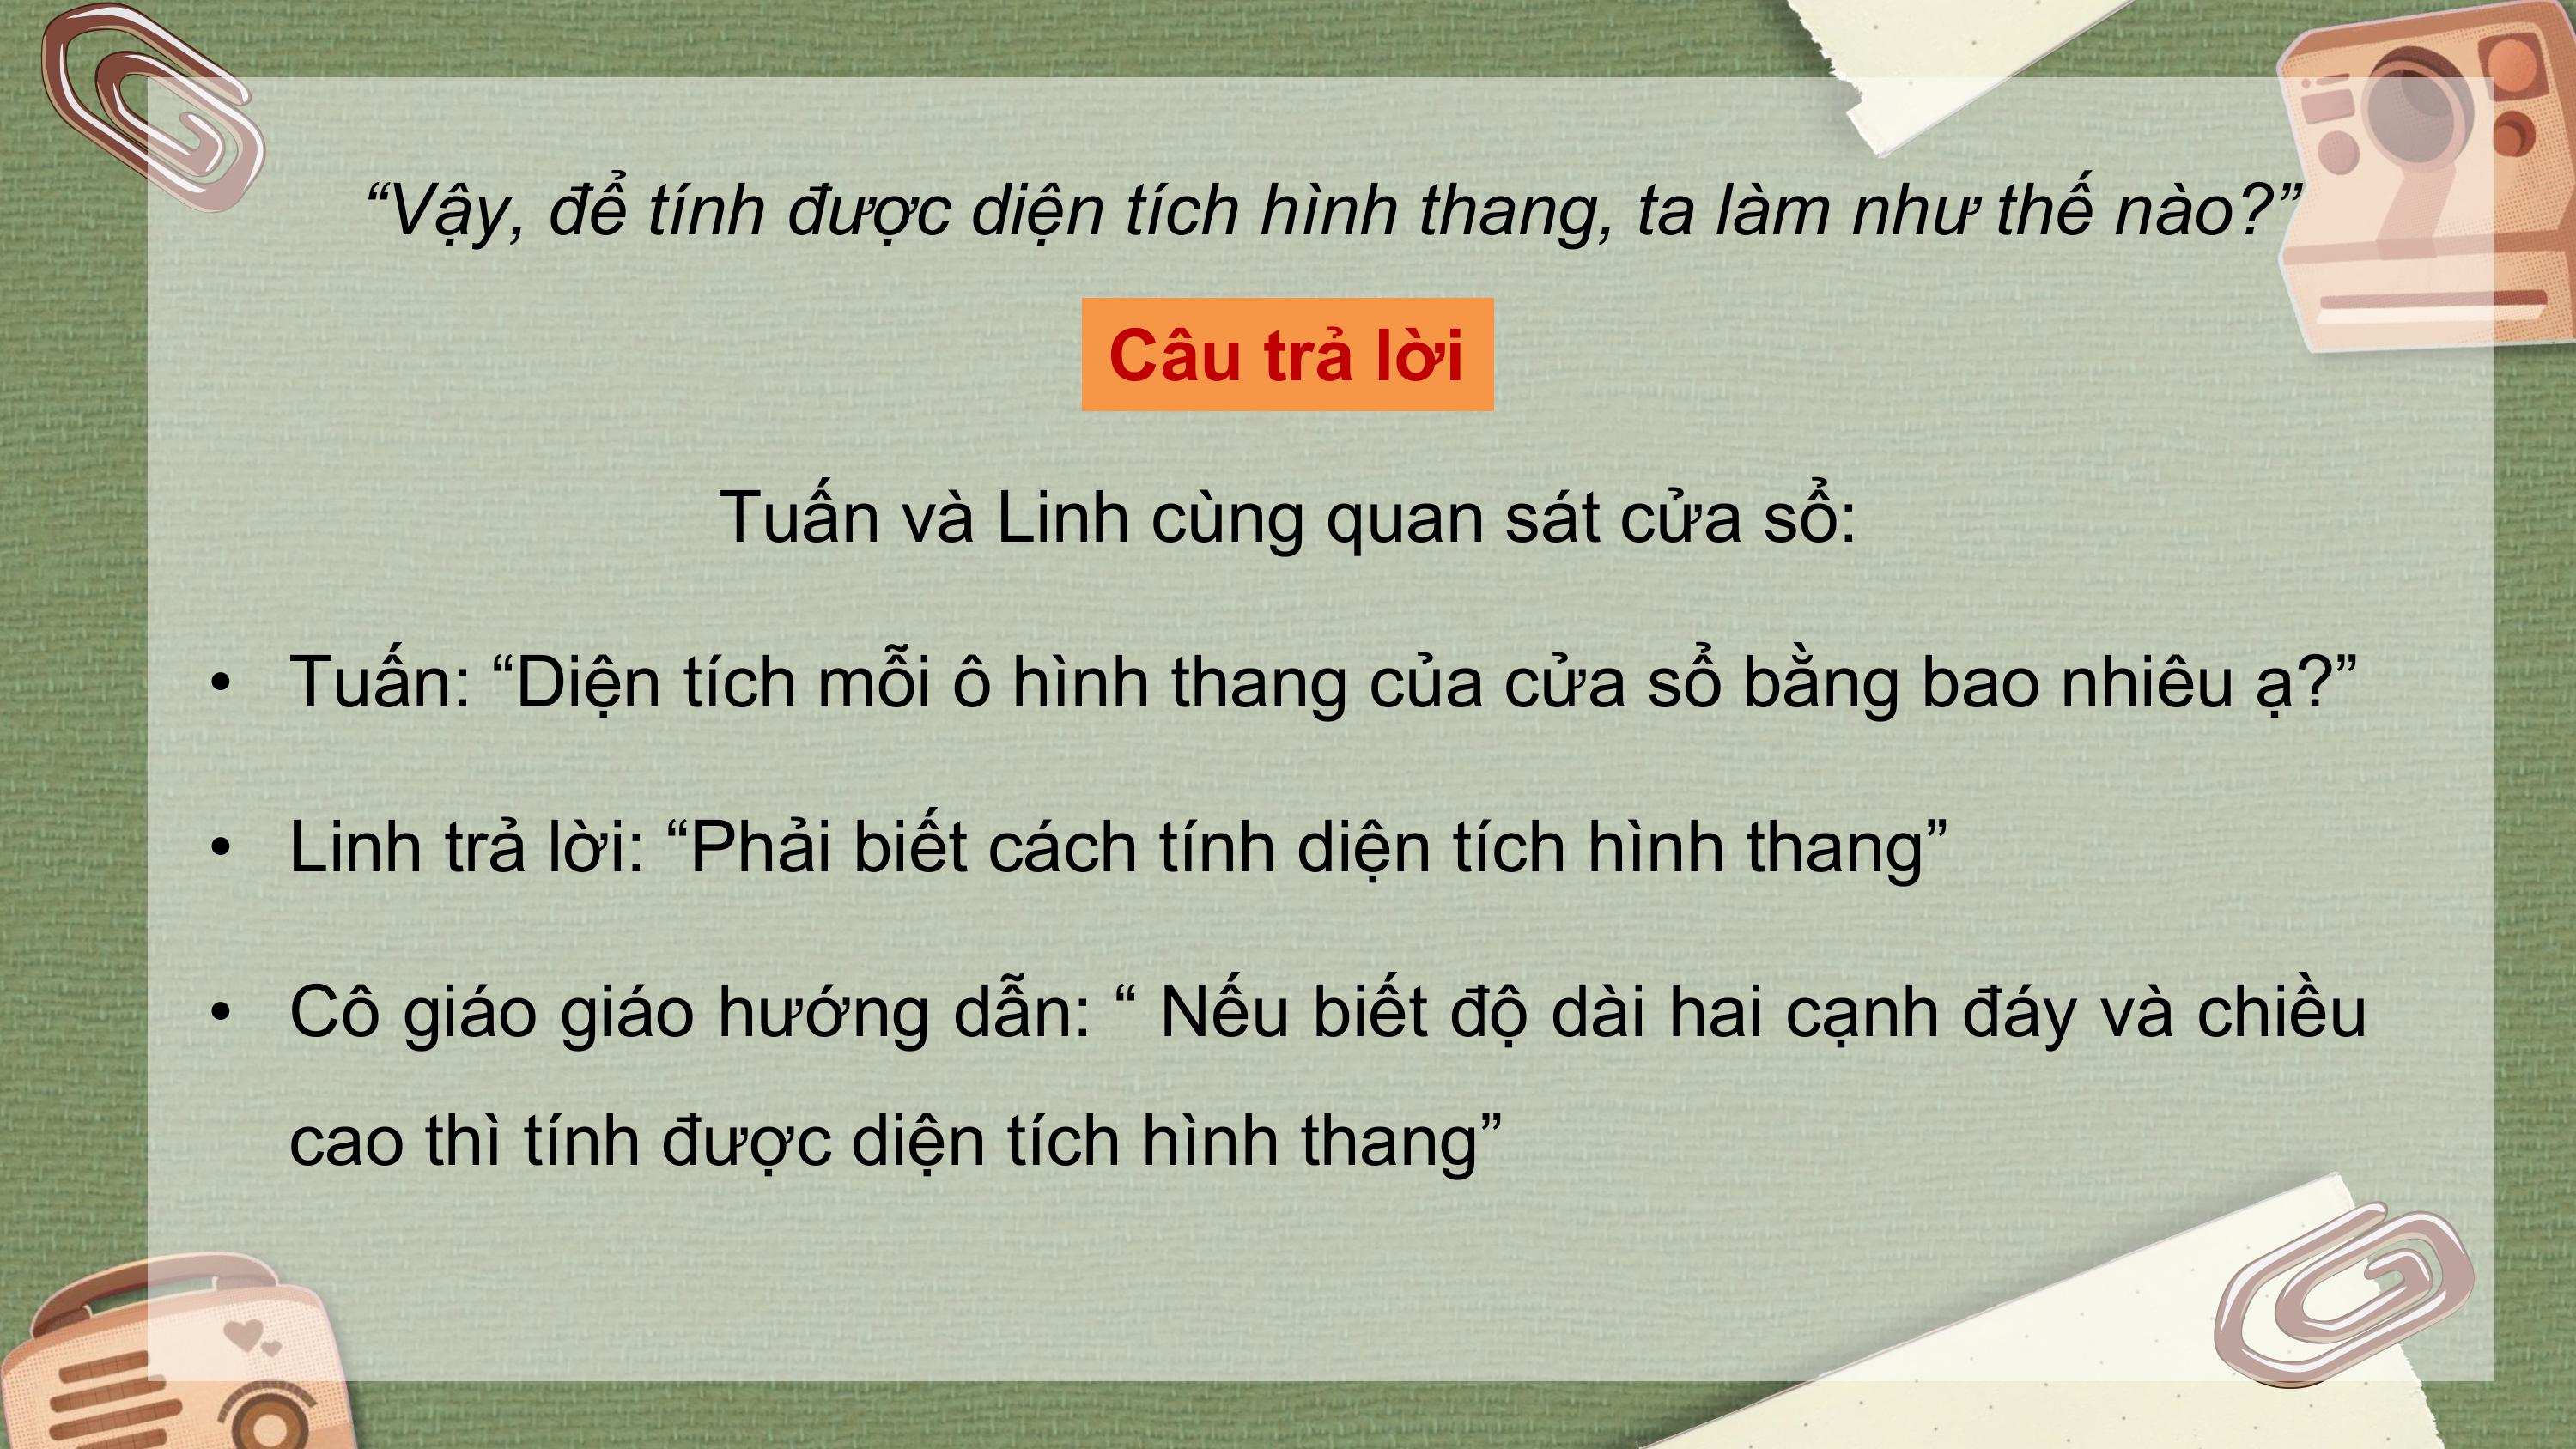 “Vậy, để tính được diện tích hình thang, ta làm như thế nào?”
Câu trả lời
Tuấn và Linh cùng quan sát cửa sổ:
• Tuấn: “Diện tích mỗi ô hình thang của cửa sổ bằng bao nhiêu ạ?”
• Linh trả lời: “Phải biết cách tính diện tích hình thang”
• Cô giáo giáo hướng dẫn: “ Nếu biết độ dài hai cạnh đáy và chiều
cao thì tính được diện tích hình thang”